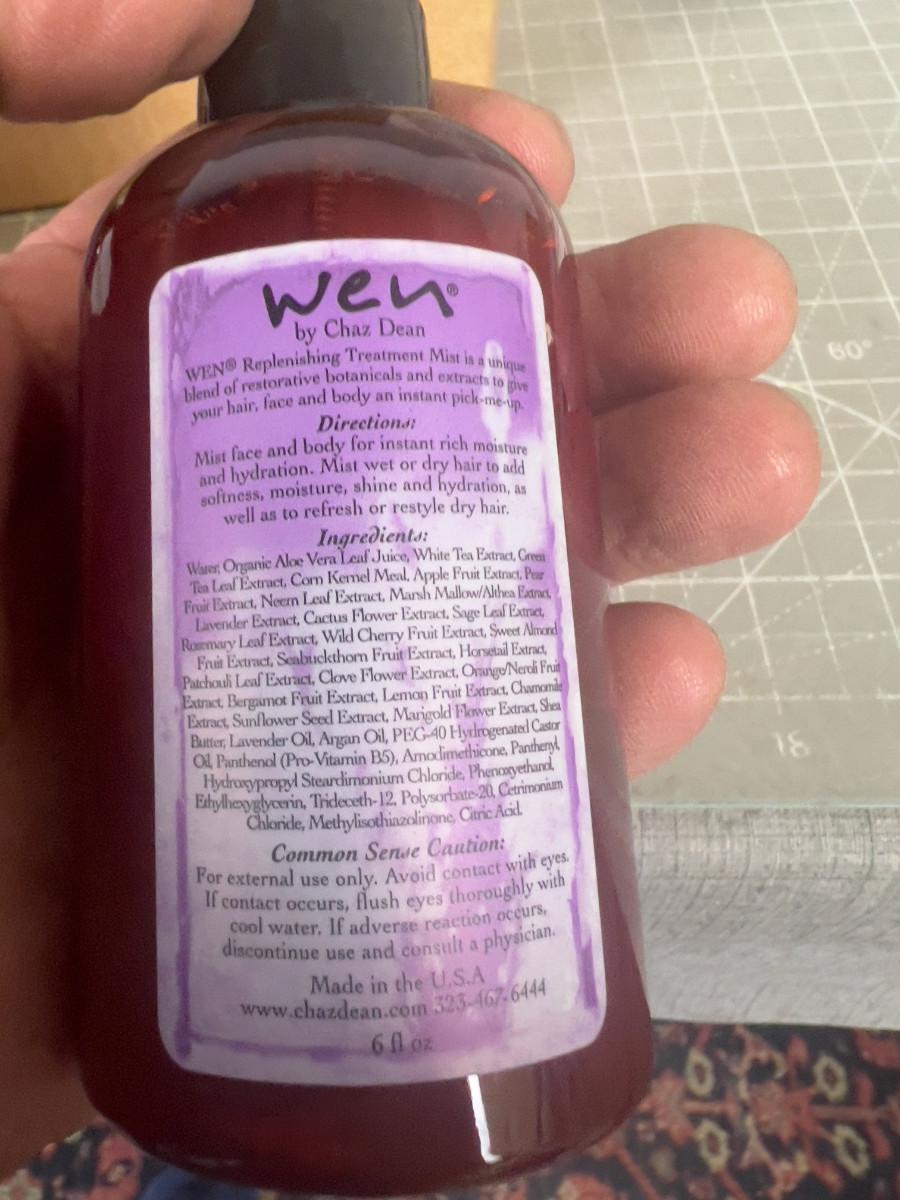 wen®
by Chaz Dean
WEN® Replenishing Treatment Mist is a unique
blend of restorative botanicals and extracts to give
your hair, face and body an instant pick-me-up.
Directions:
Mist face and body for instant rich moisture
and hydration. Mist wet or dry hair to add
softness, moisture, shine and hydration, as
well as to refresh or restyle dry hair.
Ingredients:
Water, Organic Aloe Vera Leaf Juice, White Tea Extract, Green
Tea Leaf Extract, Corn Kernel Meal, Apple Fruit Extract, Pear
Fruit Extract, Neem Leaf Extract, Marsh Mallow/Althea Extract,
Lavender Extract, Cactus Flower Extract, Sage Leaf Extract,
Rosemary Leaf Extract, Wild Cherry Fruit Extract, Sweet Almond
Fruit Extract, Seabuckthorn Fruit Extract, Horsetail Extract,
Patchouli Leaf Extract, Clove Flower Extract, Orange/Neroli Fruit
Extract, Bergamot Fruit Extract, Lemon Fruit Extract, Chamomile
Extract, Sunflower Seed Extract, Marigold Flower Extract, Shea
Butter, Lavender Oil, Argan Oil, PEG-40 Hydrogenated Castor
Oil, Panthenol (Pro-Vitamin B5), Amodimethicone, Panthenyl,
Hydroxypropyl Steardimonium Chloride, Phenoxyethanol,
Ethylhexyglycerin, Trideceth-12, Polysorbate-20, Cetrimonium
Chloride, Methylisothiazolinone, Citric Acid.
Common Sense Caution:
For external use only. Avoid contact with eyes.
If contact occurs, flush eyes thoroughly with
cool water. If adverse reaction occurs,
discontinue use and consult a physician.
Made in the U.S.A
www.chazdean.com 323-467-6444
6 fl oz
60°